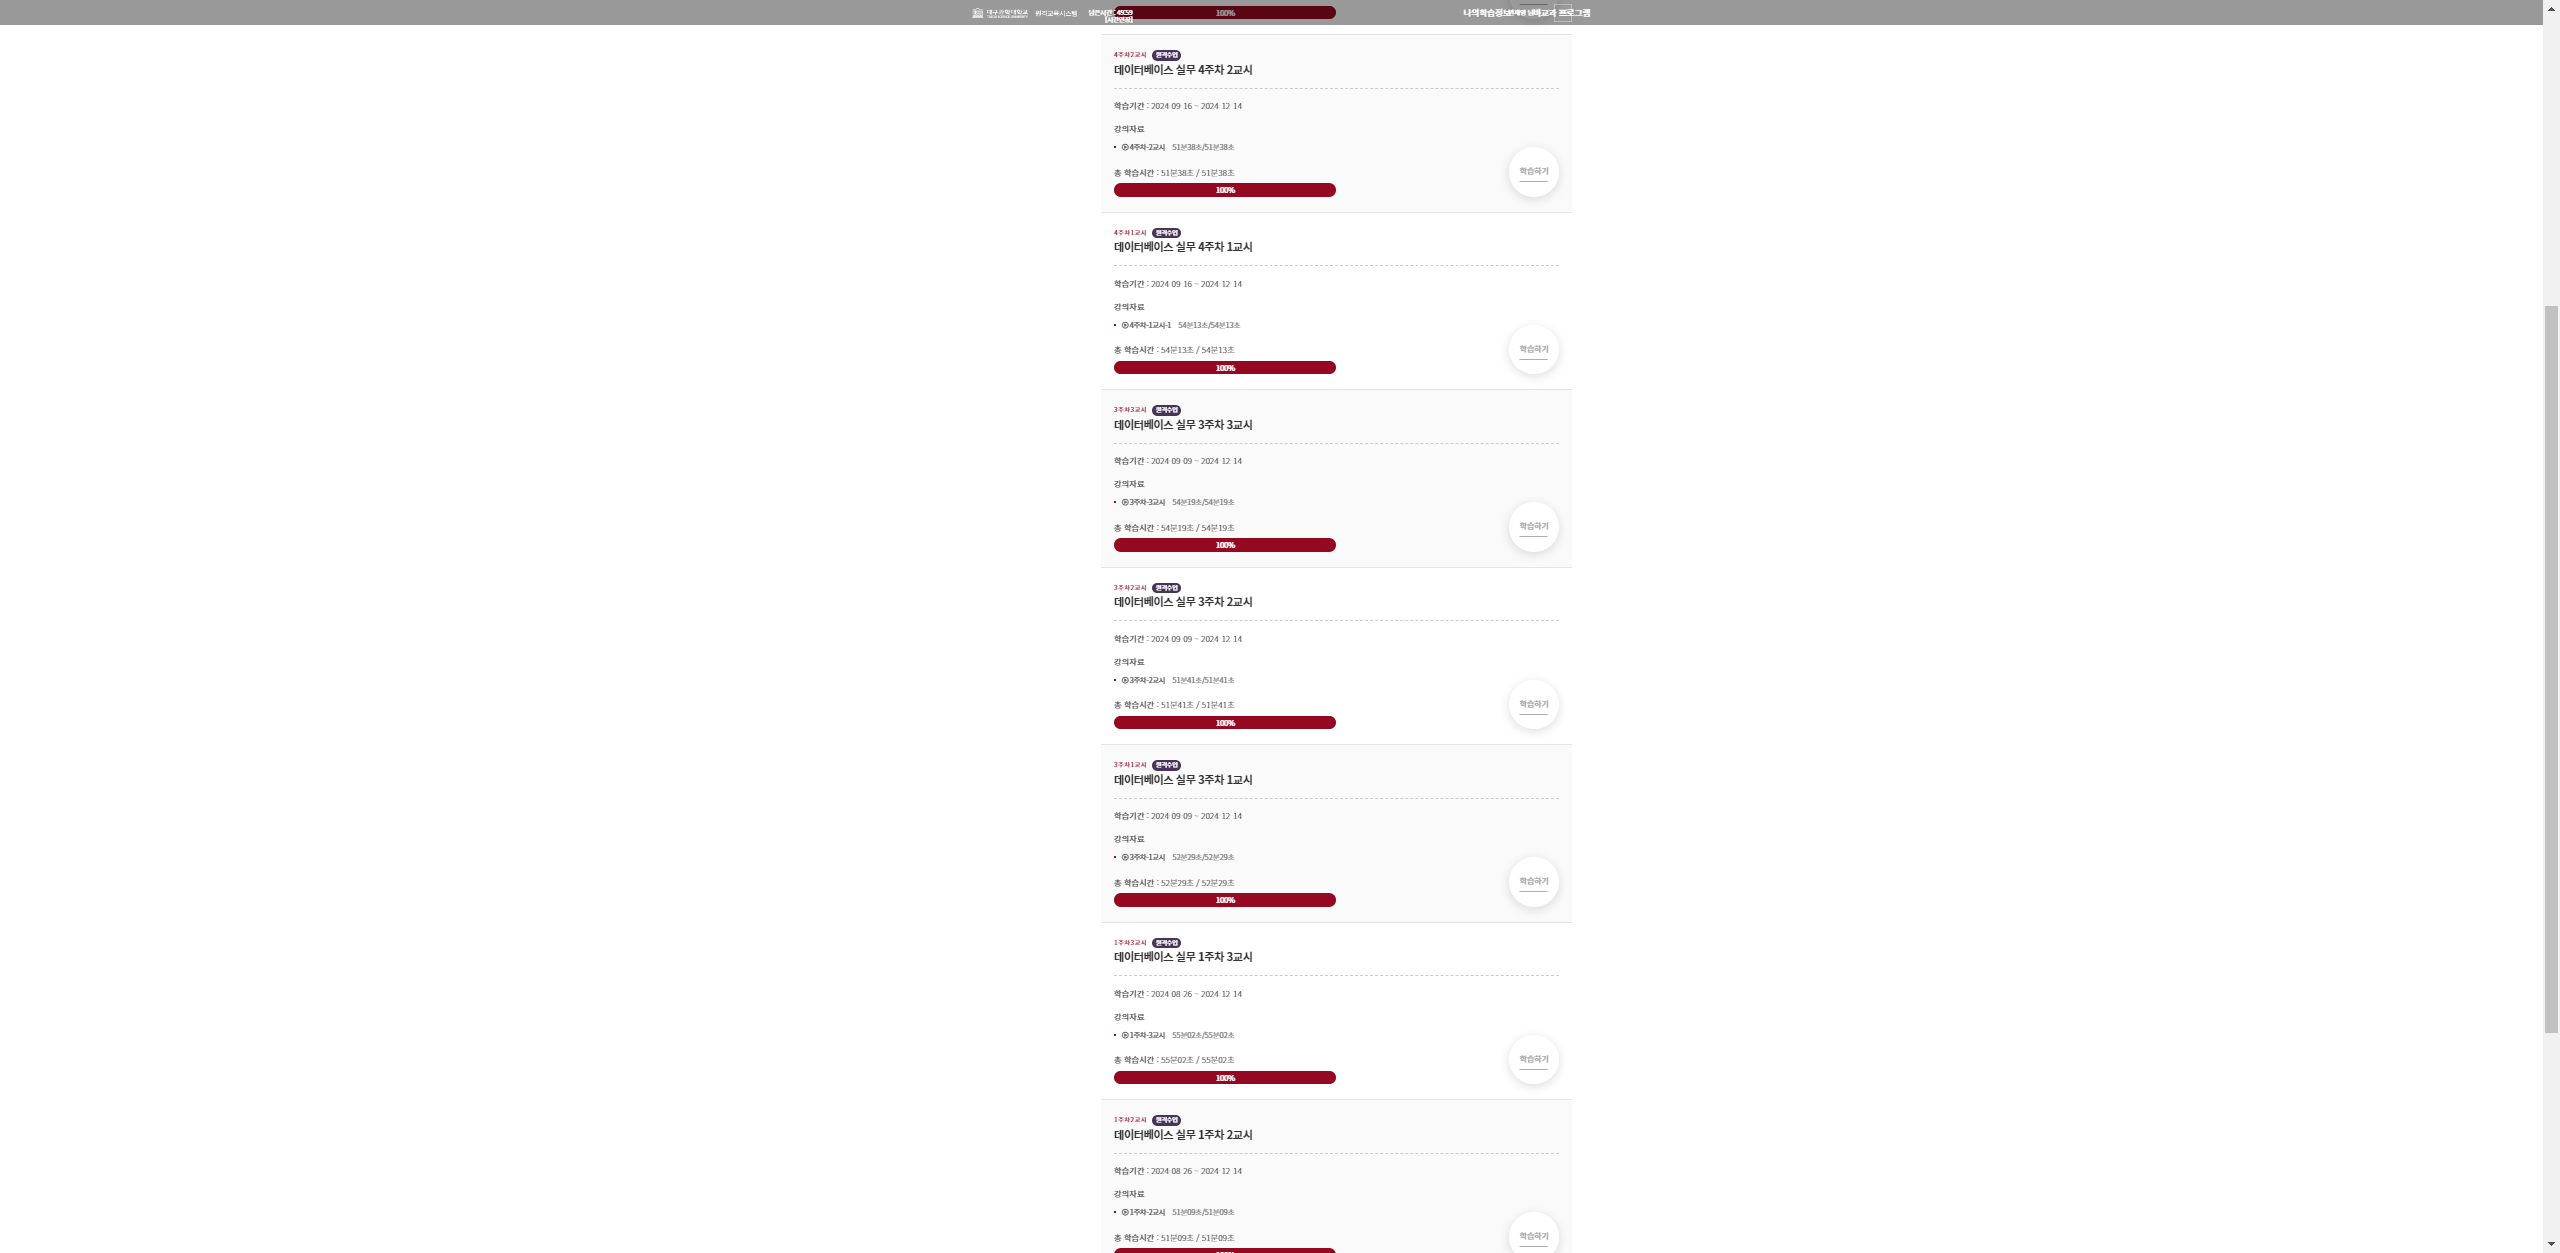 대구과학대학교 원격교육시스템 남은시간 : 49:59
[시간연장]
100%
나의학습정보 비교과 프로그램
4주차2교시 원격수업
데이터베이스 실무 4주차 2교시
학습기간 : 2024 09 16 ~ 2024 12 14
강의자료
4주차-2교시 51분38초/51분38초
총 학습시간 : 51분38초 / 51분38초
100%
학습하기
4주차1교시 원격수업
데이터베이스 실무 4주차 1교시
학습기간 : 2024 09 16 ~ 2024 12 14
강의자료
4주차-1교시-1 54분13초/54분13초
총 학습시간 : 54분13초 / 54분13초
100%
학습하기
3주차3교시 원격수업
데이터베이스 실무 3주차 3교시
학습기간 : 2024 09 09 ~ 2024 12 14
강의자료
3주차-3교시 54분19초/54분19초
총 학습시간 : 54분19초 / 54분19초
100%
학습하기
3주차2교시 원격수업
데이터베이스 실무 3주차 2교시
학습기간 : 2024 09 09 ~ 2024 12 14
강의자료
3주차-2교시 51분41초/51분41초
총 학습시간 : 51분41초 / 51분41초
100%
학습하기
3주차1교시 원격수업
데이터베이스 실무 3주차 1교시
학습기간 : 2024 09 09 ~ 2024 12 14
강의자료
3주차-1교시 52분29초/52분29초
총 학습시간 : 52분29초 / 52분29초
100%
학습하기
1주차3교시 원격수업
데이터베이스 실무 1주차 3교시
학습기간 : 2024 08 26 ~ 2024 12 14
강의자료
1주차-3교시 55분02초/55분02초
총 학습시간 : 55분02초 / 55분02초
100%
학습하기
1주차2교시 원격수업
데이터베이스 실무 1주차 2교시
학습기간 : 2024 08 26 ~ 2024 12 14
강의자료
1주차-2교시 51분09초/51분09초
총 학습시간 : 51분09초 / 51분09초
학습하기